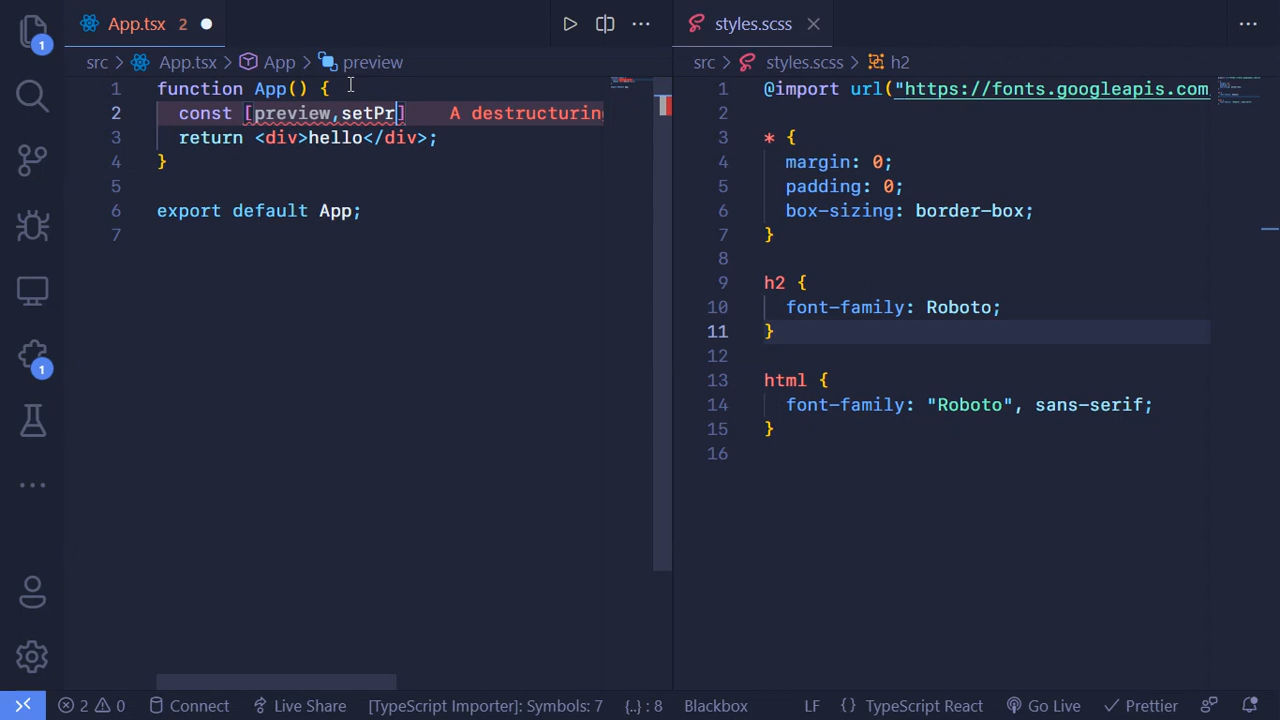 App.tsx 2
styles.scss
src > App.tsx > App > preview
src > styles.scss > h2
1 function App() {
2 const [preview,setPr] A destructuring
3 return <div>hello</div>;
4 }
5
6 export default App;
7
1 @import url("https://fonts.googleapis.com
2
3 * {
4 margin: 0;
5 padding: 0;
6 box-sizing: border-box;
7 }
8
9 h2 {
10 font-family: Roboto;
11 }
12
13 html {
14 font-family: "Roboto", sans-serif;
15 }
16
1
1
2 0 Connect Live Share [TypeScript Importer]: Symbols: 7 {..} : 8 Blackbox LF {} TypeScript React Go Live Prettier